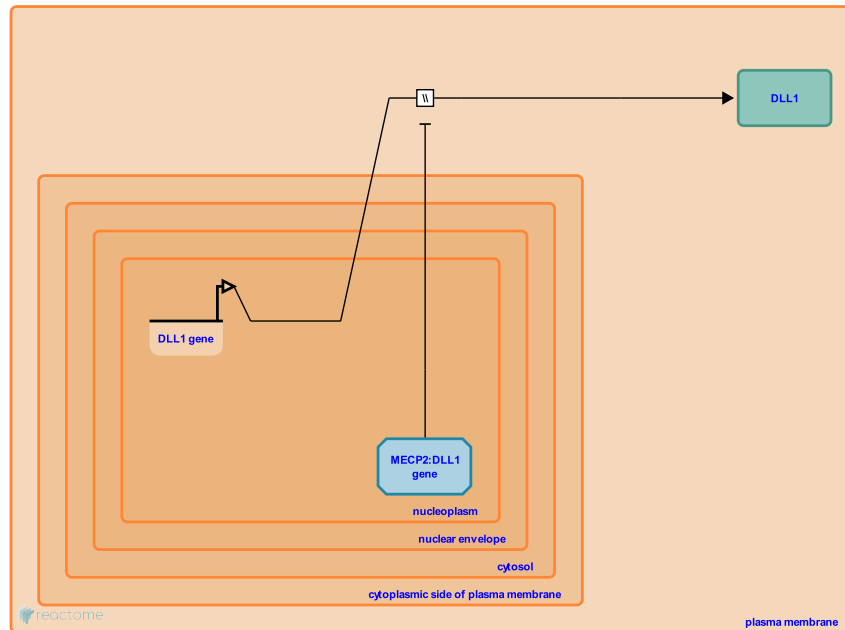 \\
DLL1
DLL1 gene
MECP2:DLL1
gene
nucleoplasm
nuclear envelope
cytosol
cytoplasmic side of plasma membrane
reactome
plasma membrane